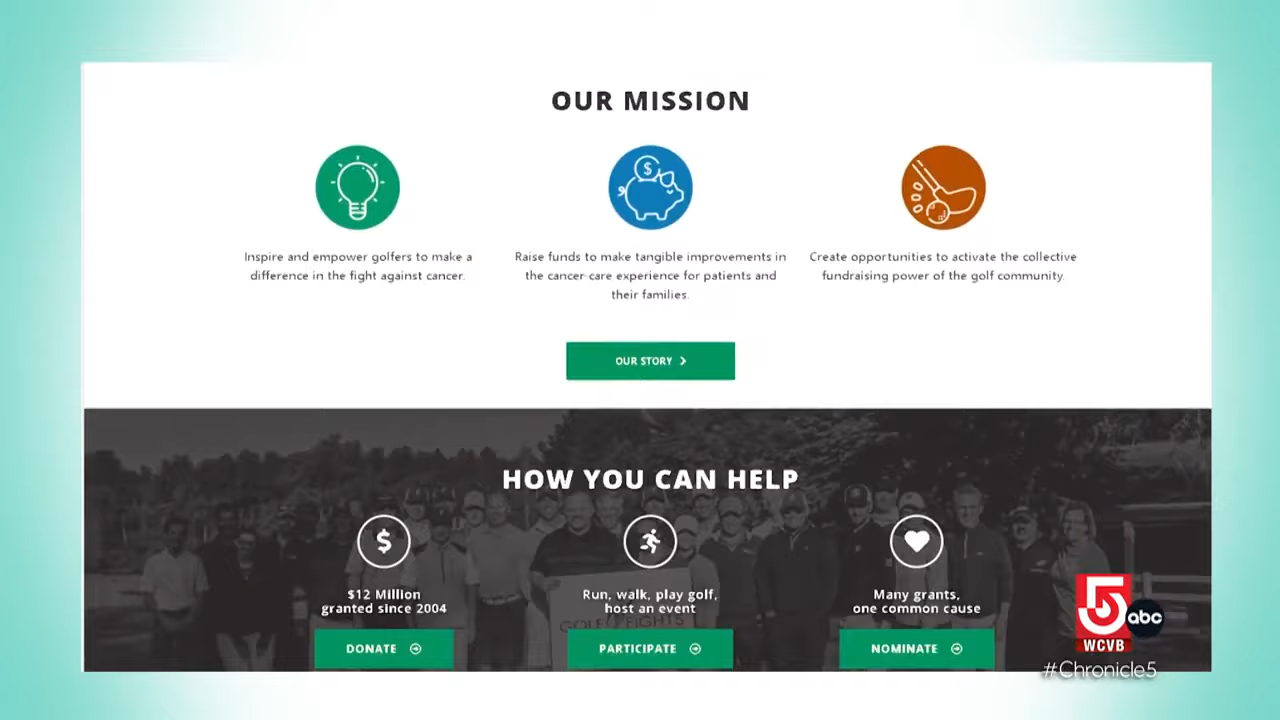 OUR MISSION
$
Inspire and empower golfers to make a
difference in the fight against cancer.
Raise funds to make tangible improvements in
the cancer-care experience for patients and
their families.
Create opportunities to activate the collective
fundraising power of the golf community.
OUR STORY
HOW YOU CAN HELP
$
$12 Million
granted since 2004
DONATE
Run, walk, play golf,
host an event
GOLF FIGHTS
PARTICIPATE
Many grants,
one common cause
NOMINATE
5
abc
WCVB
#Chronicle5